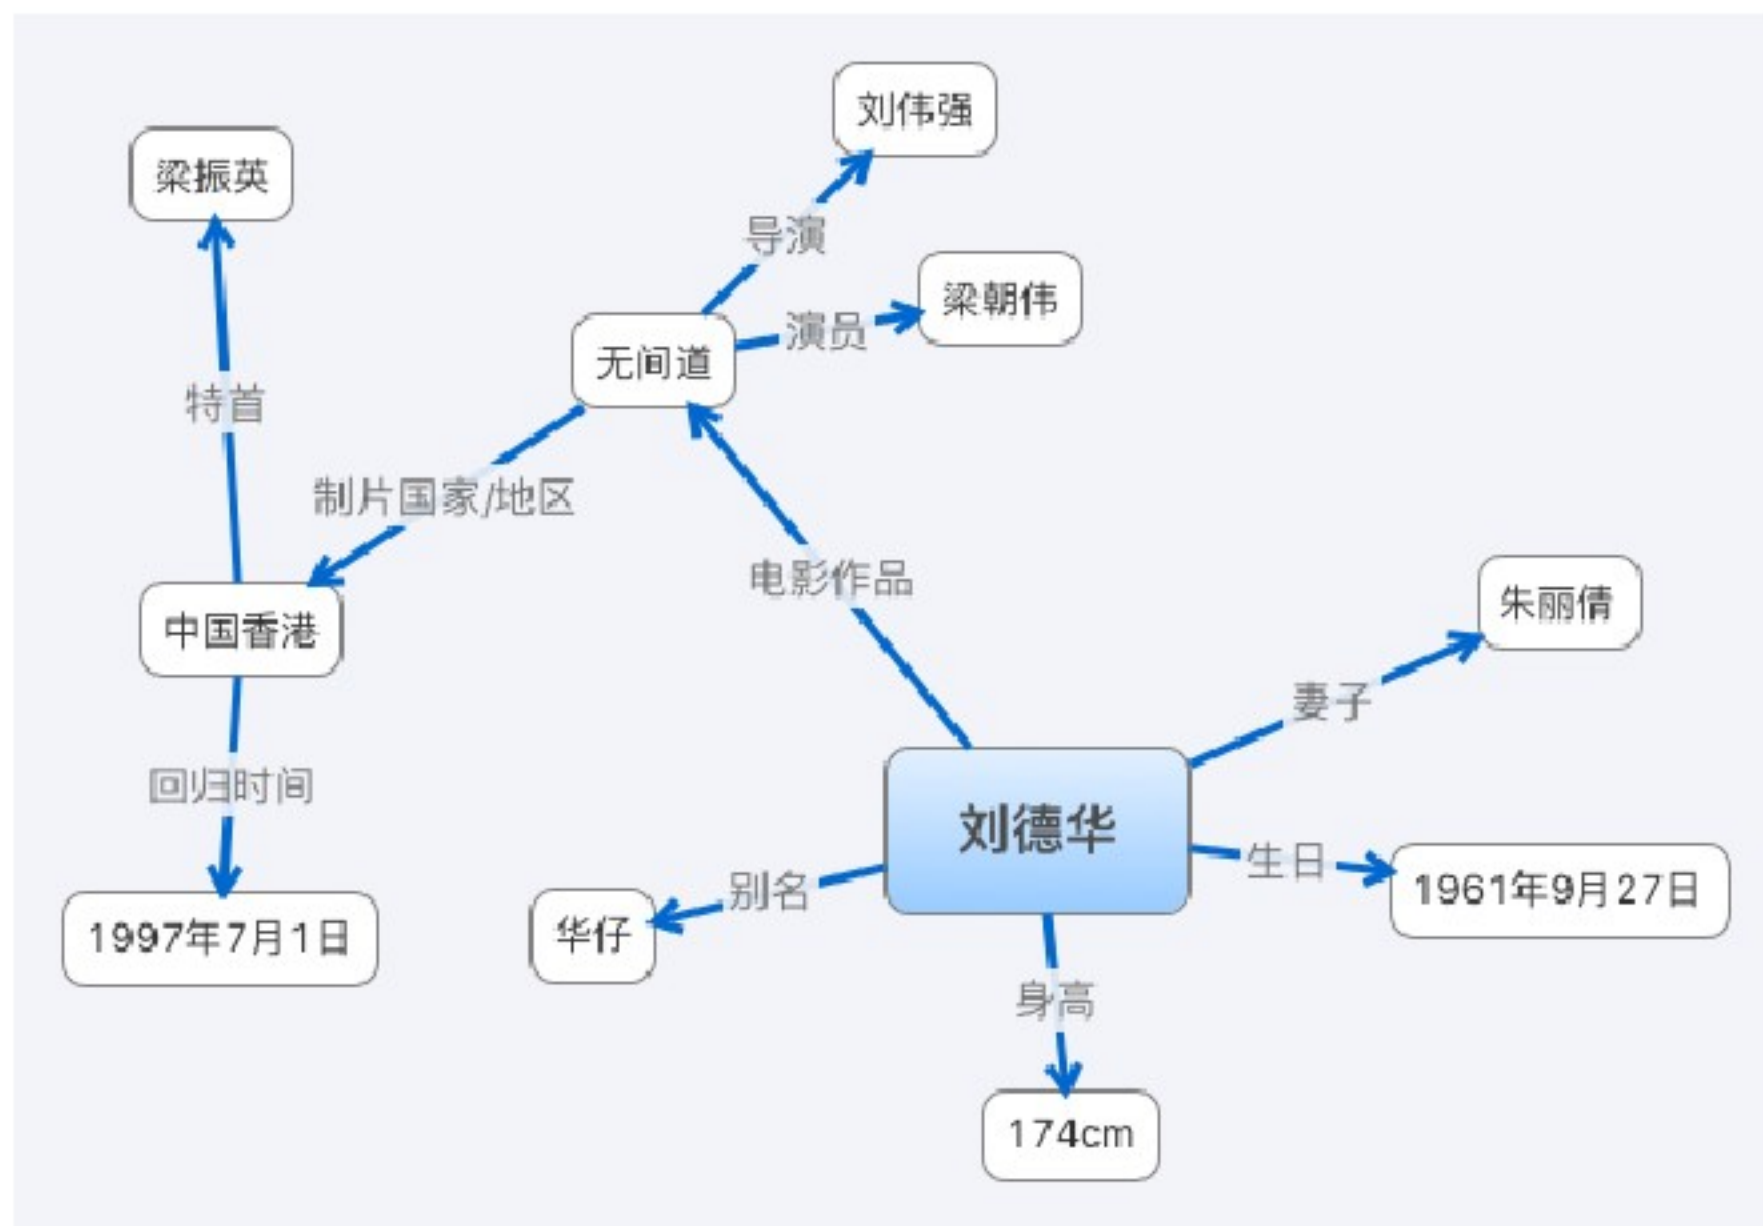 刘伟强
梁振英
导演
梁朝伟
演员
无间道
特首
制片国家/地区
电影作品
朱丽倩
中国香港
妻子
回归时间
刘德华
生日
1961年9月27日
别名
华仔
1997年7月1日
身高
174cm